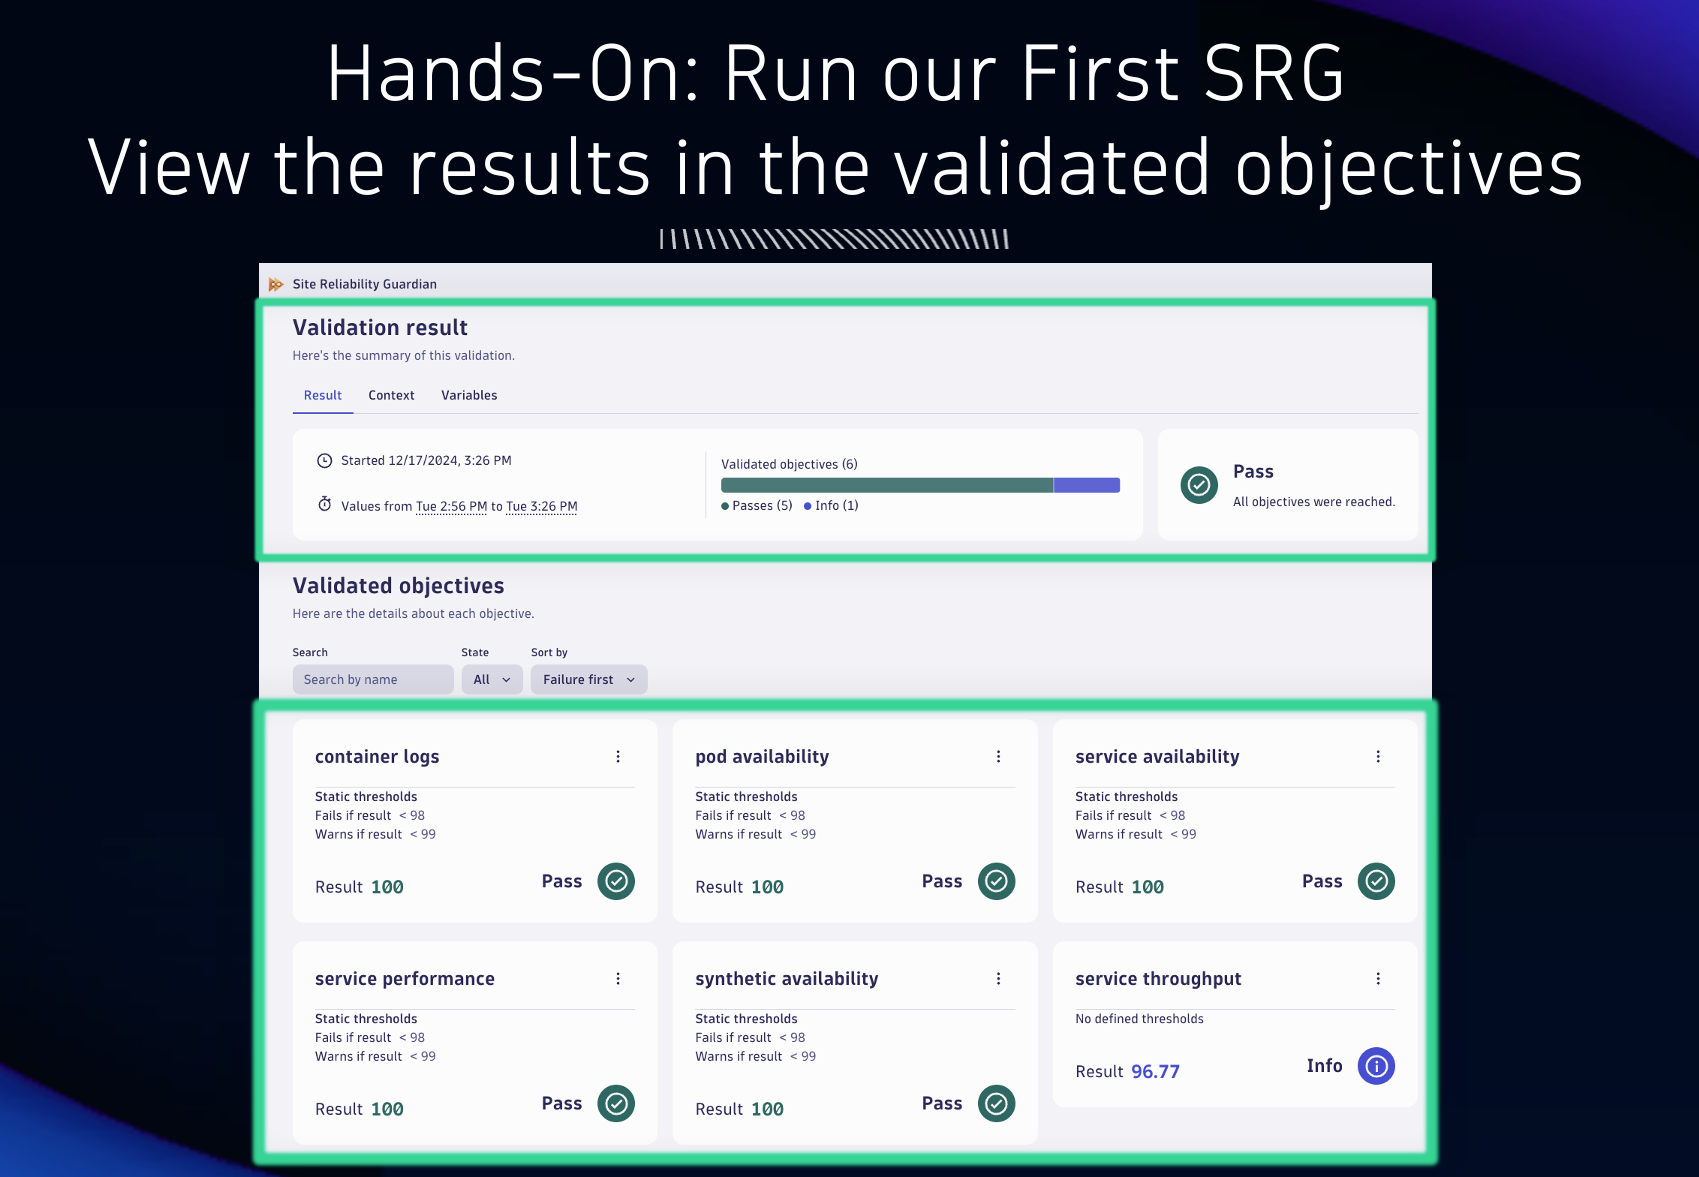 Hands-On: Run our First SRG
View the results in the validated objectives
Site Reliability Guardian
Validation result
Here's the summary of this validation.
Result Context Variables
Started 12/17/2024, 3:26 PM
Values from Tue 2:56 PM to Tue 3:26 PM
Validated objectives (6)
Passes (5) Info (1)
Pass
All objectives were reached.
Validated objectives
Here are the details about each objective.
Search State Sort by
Search by name All Failure first
container logs
Static thresholds
Fails if result < 98
Warns if result < 99
Result 100 Pass
pod availability
Static thresholds
Fails if result < 98
Warns if result < 99
Result 100 Pass
service availability
Static thresholds
Fails if result < 98
Warns if result < 99
Result 100 Pass
service performance
Static thresholds
Fails if result < 98
Warns if result < 99
Result 100 Pass
synthetic availability
Static thresholds
Fails if result < 98
Warns if result < 99
Result 100 Pass
service throughput
No defined thresholds
Result 96.77 Info